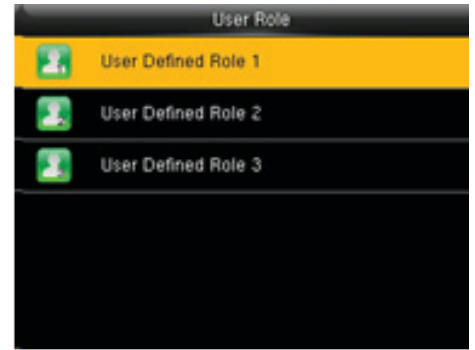 User Role
User Defined Role 1
User Defined Role 2
User Defined Role 3